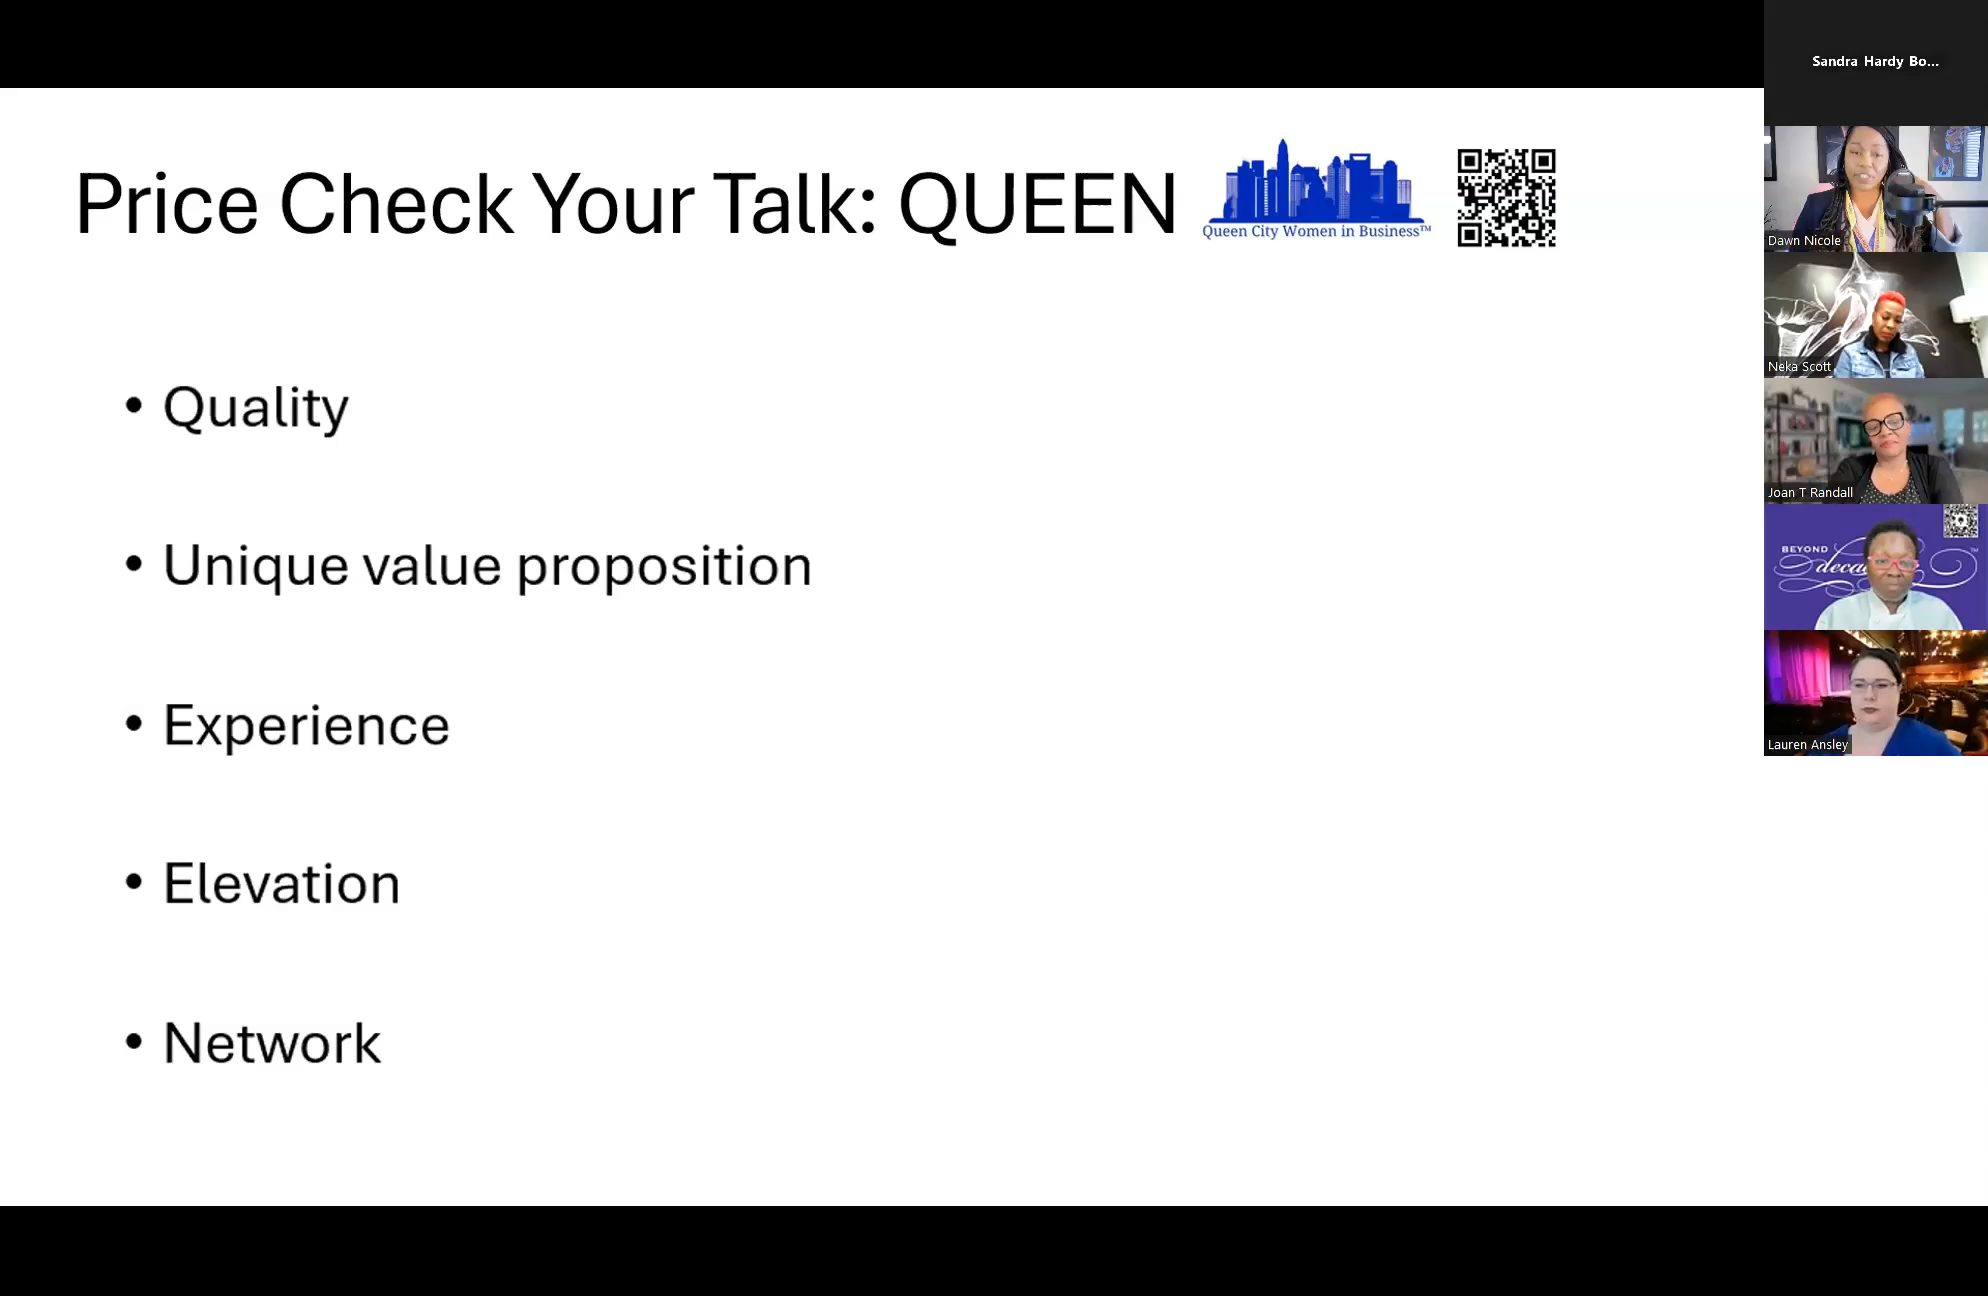 Price Check Your Talk: QUEEN
Queen City Women in Business™
• Quality
• Unique value proposition
• Experience
• Elevation
• Network
Sandra Hardy Bo...
Dawn Nicole
Neka Scott
Joan T Randall
BEYOND
TM
Lauren Ansley